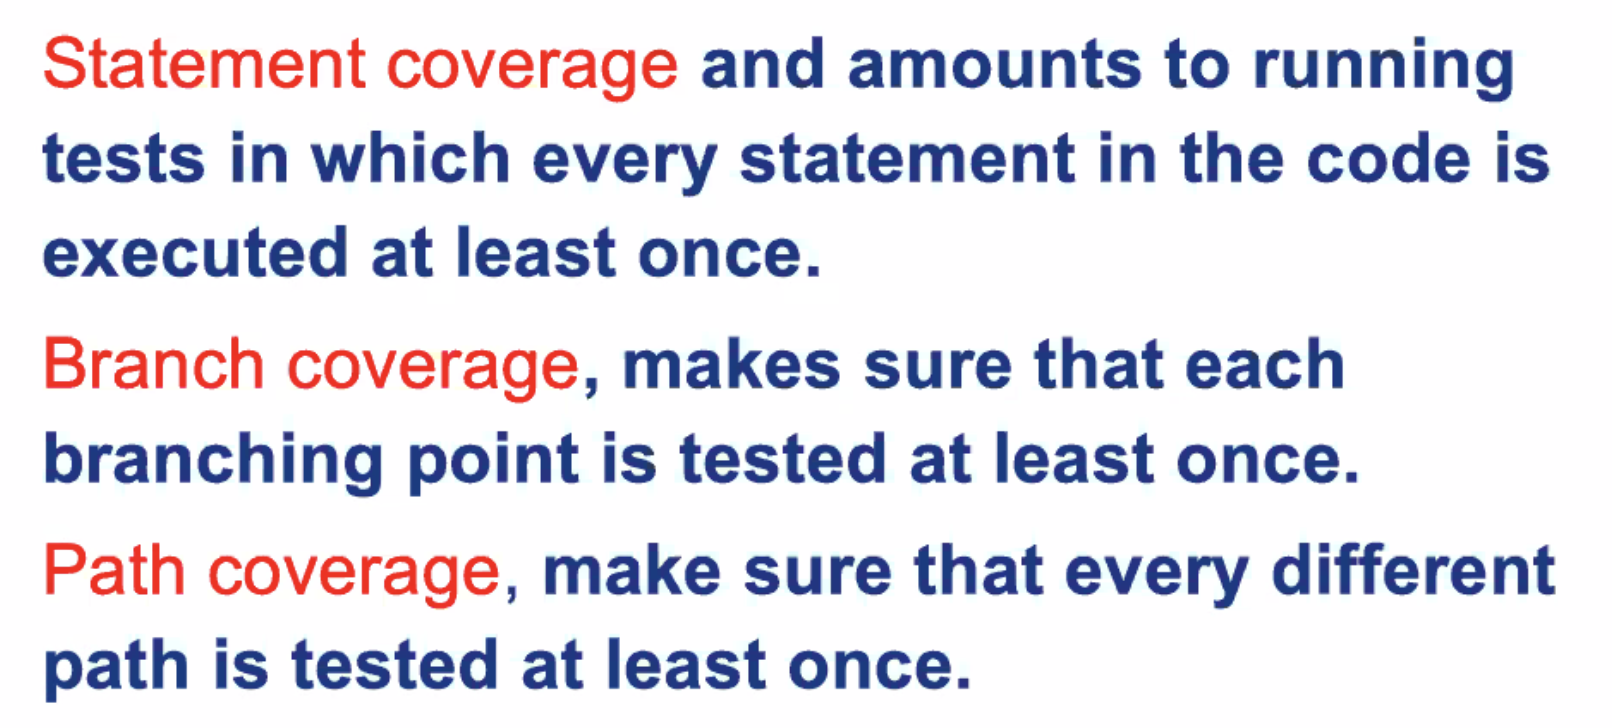 Statement coverage and amounts to running
tests in which every statement in the code is
executed at least once.
Branch coverage, makes sure that each
branching point is tested at least once.
Path coverage, make sure that every different
path is tested at least once.